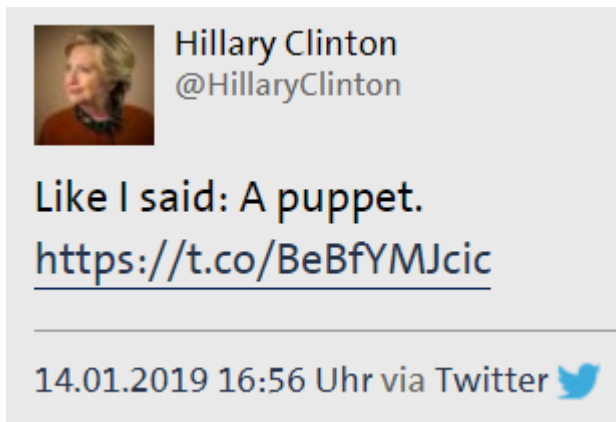 Hillary Clinton
@HillaryClinton
Like I said: A puppet.
https://t.co/BeBfYMJcic
14.01.2019 16:56 Uhr via Twitter